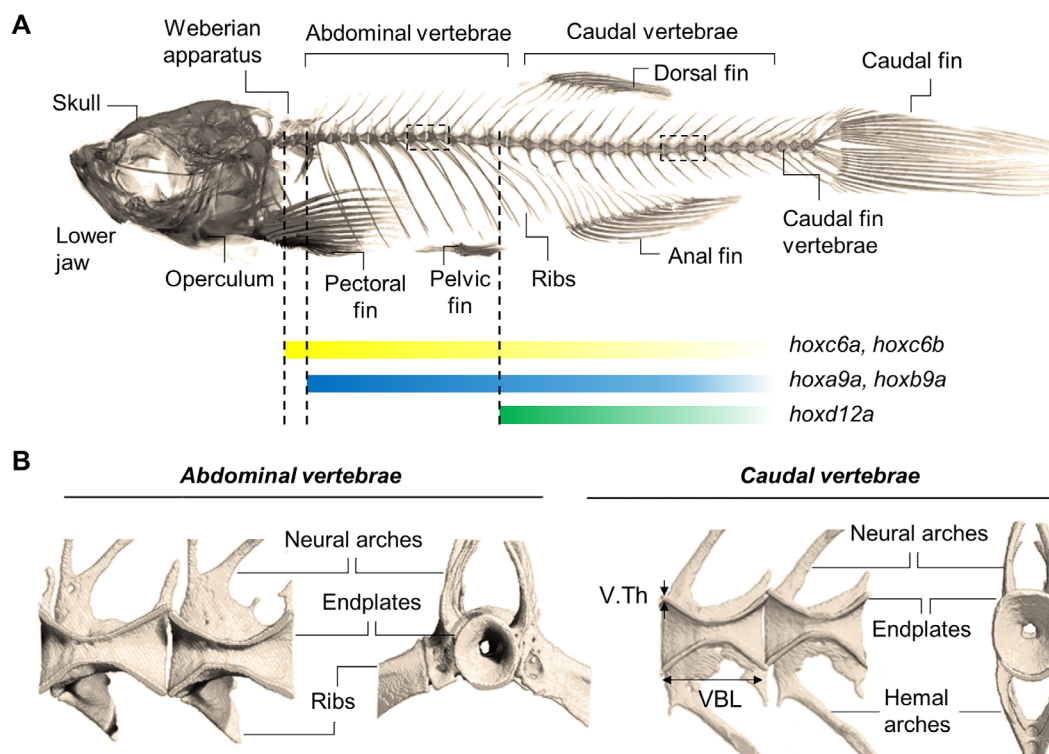 A
Weberian
apparatus
Abdominal vertebrae
Caudal vertebrae
Dorsal fin
Caudal fin
Skull
Lower
jaw
Operculum
Pectoral
fin
Pelvic
fin
Ribs
Anal fin
Caudal fin
vertebrae
hoxc6a, hoxc6b
hoxa9a, hoxb9a
hoxd12a
B
Abdominal vertebrae
Caudal vertebrae
Neural arches
Endplates
Ribs
Neural arches
V.Th
Endplates
VBL
Hemal
arches